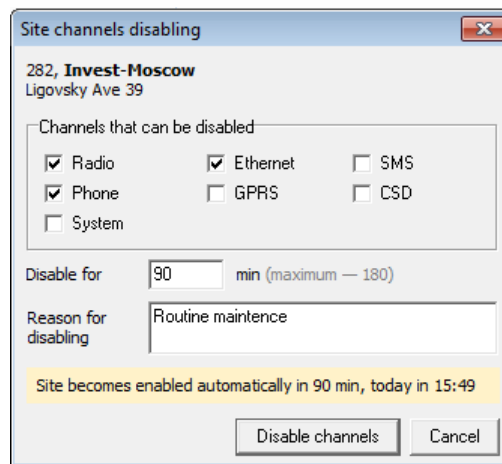 Site channels disabling
282, Invest-Moscow
Ligovsky Ave 39
Channels that can be disabled
Radio Ethernet SMS
Phone GPRS CSD
System
Disable for 90 min (maximum — 180)
Reason for Routine maintence
disabling
Site becomes enabled automatically in 90 min, today in 15:49
Disable channels Cancel